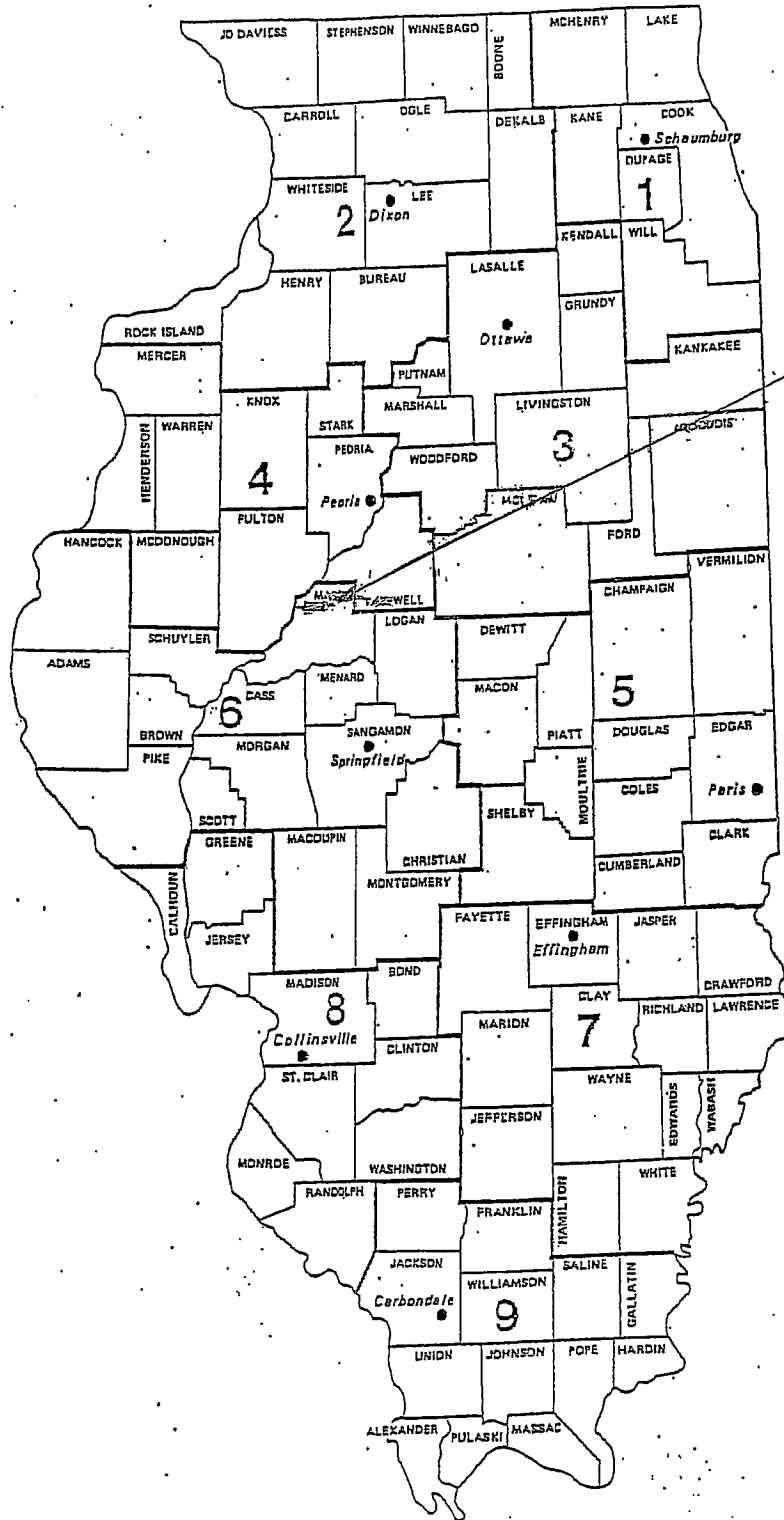 JO DAVIESS STEPHENSON WINNEBAGO BOONE MCHENRY LAKE
CARROLL OGLE DEKALB KANE COOK
Schaumburg
DUPAGE
WHITESIDE LEE 1
2 Dixon
KENDALL WILL
HENRY BUREAU LASALLE
GRUNDY
ROCK ISLAND Ottawa
MERCER KANKAKEE
PUTNAM
KNOX MARSHALL LIVINGSTON
HENDERSON WARREN STARK
PEORIA WOODFORD 3
4 Peoria
FULTON
HANCOCK MCDONOUGH FORD
VERMILION
CHAMPAIGN
SCHUYLER LOGAN DEWITT
ADAMS
CASS MENARD MACON 5
6
BROWN SANGAMON PIATT DOUGLAS EDGAR
PIKE MORGAN Springfield
MOULTRIE COLES Paris
SCOTT SHELBY
GREENE MACOUPIN CHRISTIAN CLARK
CUMBERLAND
MONTGOMERY
CALHOUN FAYETTE EFFINGHAM JASPER
JERSEY Effingham
MADISON BOND CRAWFORD
8 CLAY RICHLAND LAWRENCE
Collinsville MARION 7
CLINTON
ST. CLAIR WAYNE EDWARDS WABASH
JEFFERSON
MONROE WASHINGTON WHITE
RANDOLPH PERRY HAMILTON
FRANKLIN
JACKSON SALINE
WILLIAMSON GALLATIN
Carbondale 9
UNION JOHNSON POPE HARDIN
ALEXANDER PULASKI MASSAC